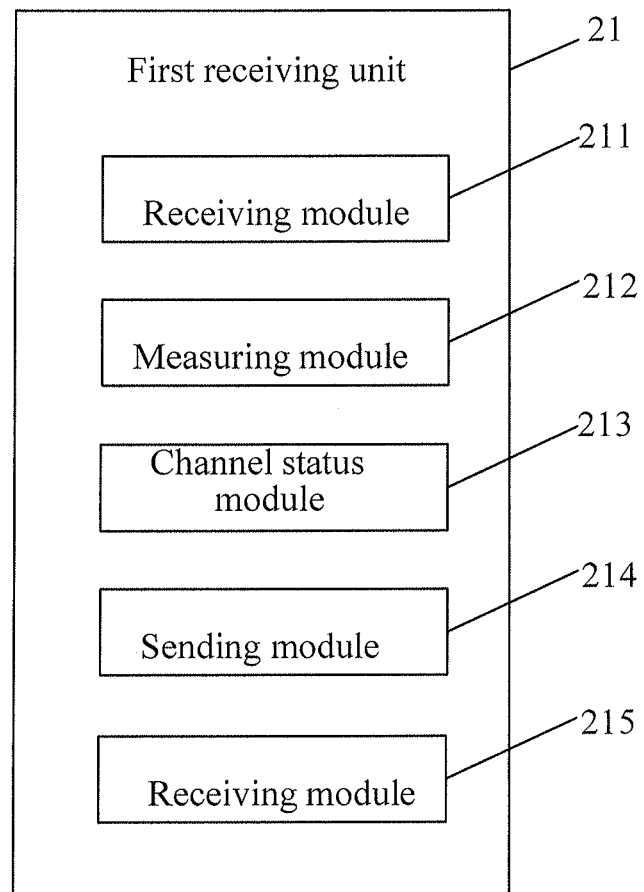 21
First receiving unit
211
Receiving module
212
Measuring module
213
Channel status
module
214
Sending module
215
Receiving module